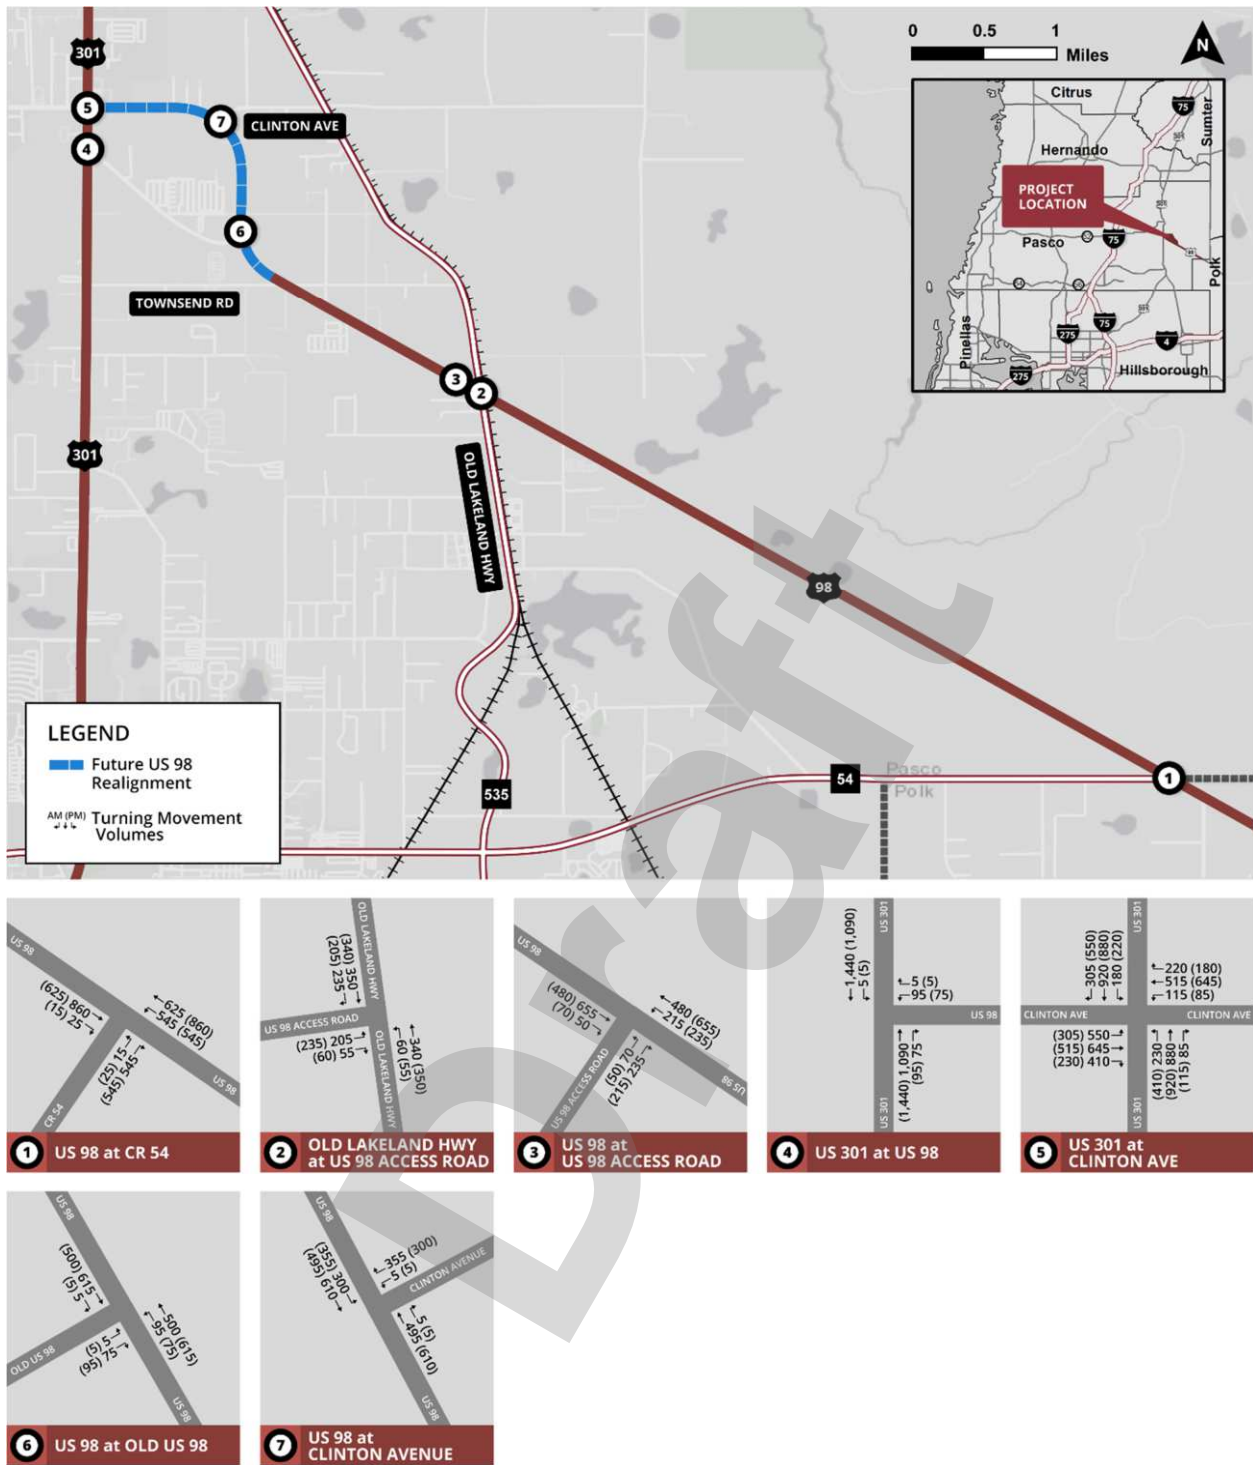 301
5
7
CLINTON AVE
4
6
TOWNSEND RD
3
2
301
OLD LAKELAND HWY
98
535
54
Pasco
Polk
1
0 0.5 1
Miles
N
Citrus
75
Sumter
Hernando
PROJECT
LOCATION
Pasco
75
Polk
Pinellas
275
75
4
275
Hillsborough
LEGEND
Future US 98
Realignment
AM (PM)
Turning Movement
Volumes
Draft
US 98
(625) 860
(15) 25
625 (860)
545 (545)
(25) 15
(545) 545
CR 54
US 98
1 US 98 at CR 54
OLD LAKELAND HWY
(340) 350
(205) 235
US 98 ACCESS ROAD
(235) 205
(60) 55
340 (350)
60 (55)
OLD LAKELAND HWY
2 OLD LAKELAND HWY
at US 98 ACCESS ROAD
US 98
(480) 655
(70) 50
480 (655)
215 (235)
(50) 70
(215) 235
US 98 ACCESS ROAD
US 98
3 US 98 at
US 98 ACCESS ROAD
US 301
1,440 (1,090)
5 (5)
5 (5)
95 (75)
US 98
(1,440) 1,090
(95) 75
US 301
4 US 301 at US 98
US 301
305 (550)
920 (880)
180 (220)
220 (180)
515 (645)
115 (85)
CLINTON AVE
CLINTON AVE
(305) 550
(515) 645
(230) 410
(410) 230
(920) 880
(115) 85
US 301
5 US 301 at
CLINTON AVE
US 98
(500) 615
(5) 5
500 (615)
95 (75)
(5) 5
(95) 75
OLD US 98
US 98
6 US 98 at OLD US 98
US 98
(355) 300
(495) 610
355 (300)
5 (5)
CLINTON AVENUE
5 (5)
495 (610)
US 98
7 US 98 at
CLINTON AVENUE